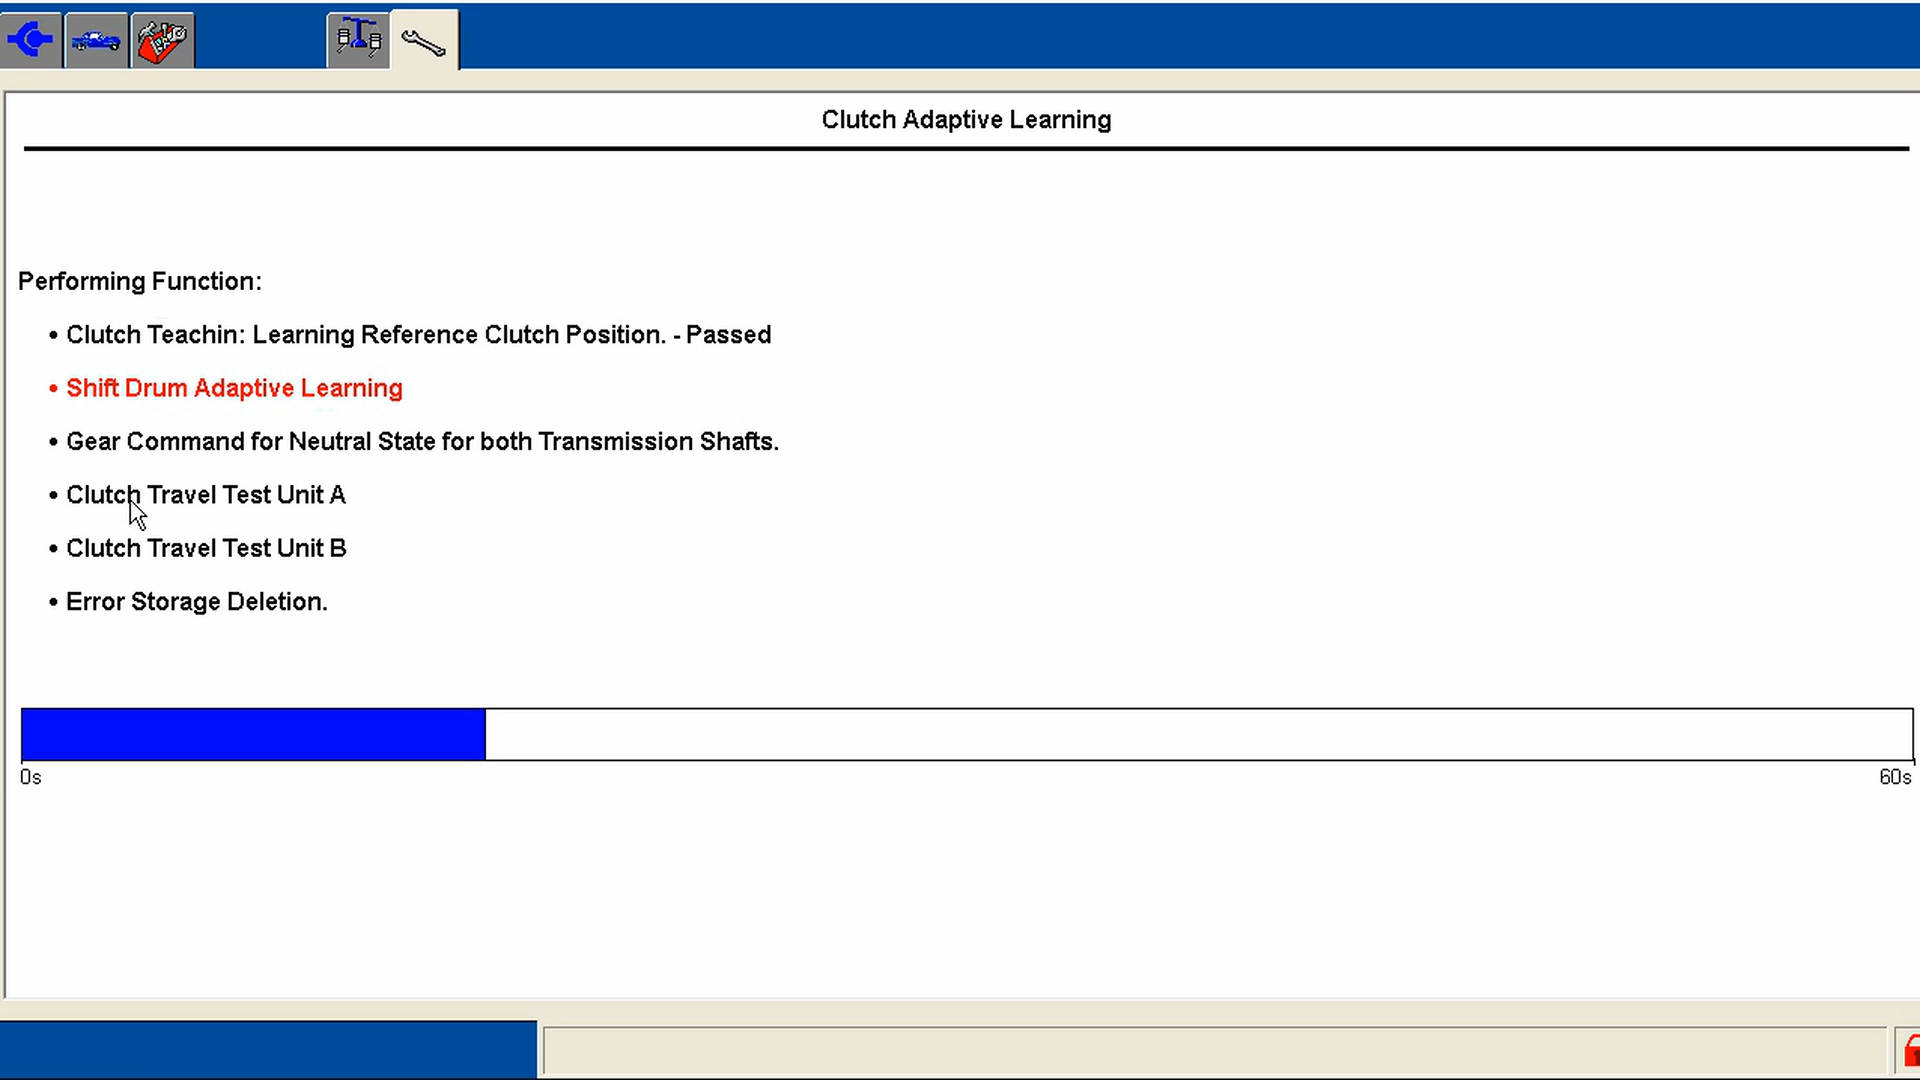 Clutch Adaptive Learning
Performing Function:
• Clutch Teachin: Learning Reference Clutch Position. - Passed
• Shift Drum Adaptive Learning
• Gear Command for Neutral State for both Transmission Shafts.
• Clutch Travel Test Unit A
• Clutch Travel Test Unit B
• Error Storage Deletion.
0s 60s